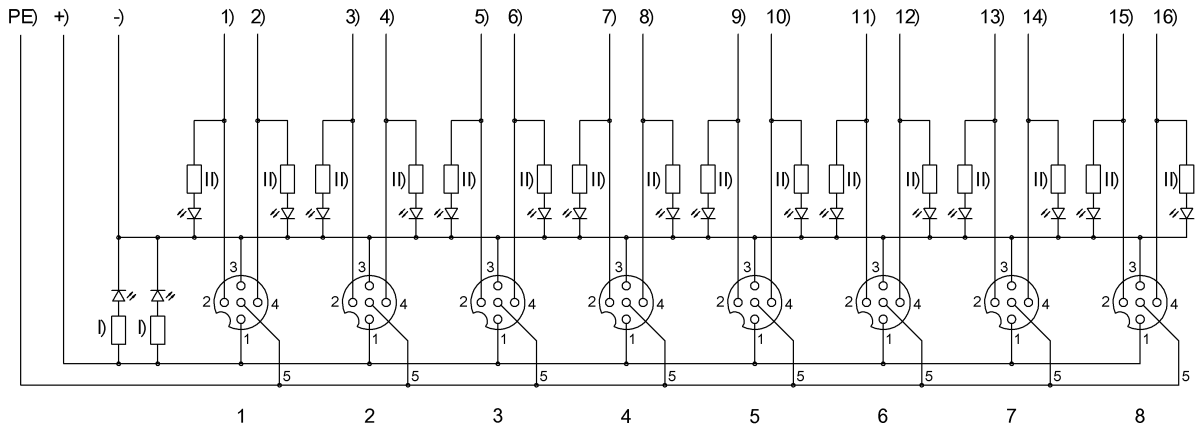 PE) +) -) 1) 2) 3) 4) 5) 6) 7) 8) 9) 10) 11) 12) 13) 14) 15) 16)
II) II) II) II) II) II) II) II) II) II) II) II) II) II) II) II)
3 3 3 3 3 3 3 3
2 4 2 4 2 4 2 4 2 4 2 4 2 4 2 4
I) I)
1 1 1 1 1 1 1 1
5 5 5 5 5 5 5 5
1 2 3 4 5 6 7 8